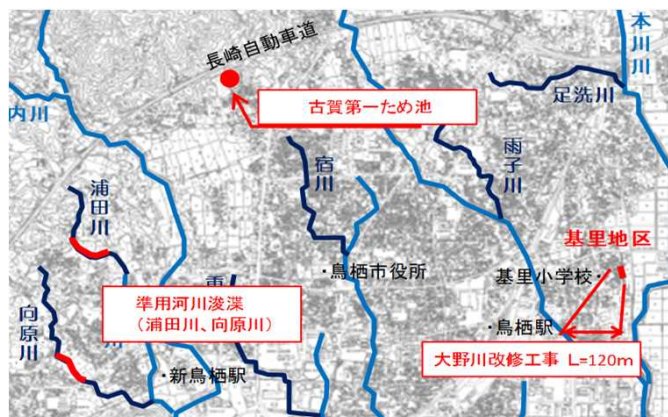 本川川
長崎自動車道
足洗川
内川
古賀第一ため池
雨子川
宿川
浦田川
基里地区
・鳥栖市役所
基里小学校・
準用河川浚渫
（浦田川、向原川）
向原川
川
・鳥栖駅
大野川改修工事 L=120m
・新鳥栖駅